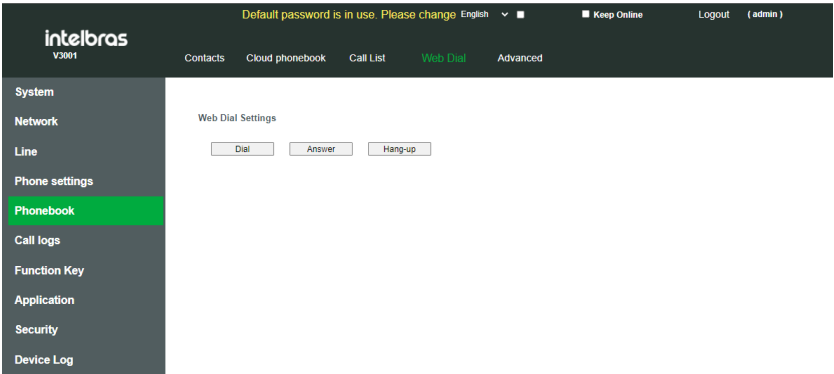 Default password is in use. Please change English Keep Online Logout ( admin )
intelbras
V3001
Contacts Cloud phonebook Call List Web Dial Advanced
System
Network
Line
Phone settings
Phonebook
Call logs
Function Key
Application
Security
Device Log
Web Dial Settings
Dial Answer Hang-up